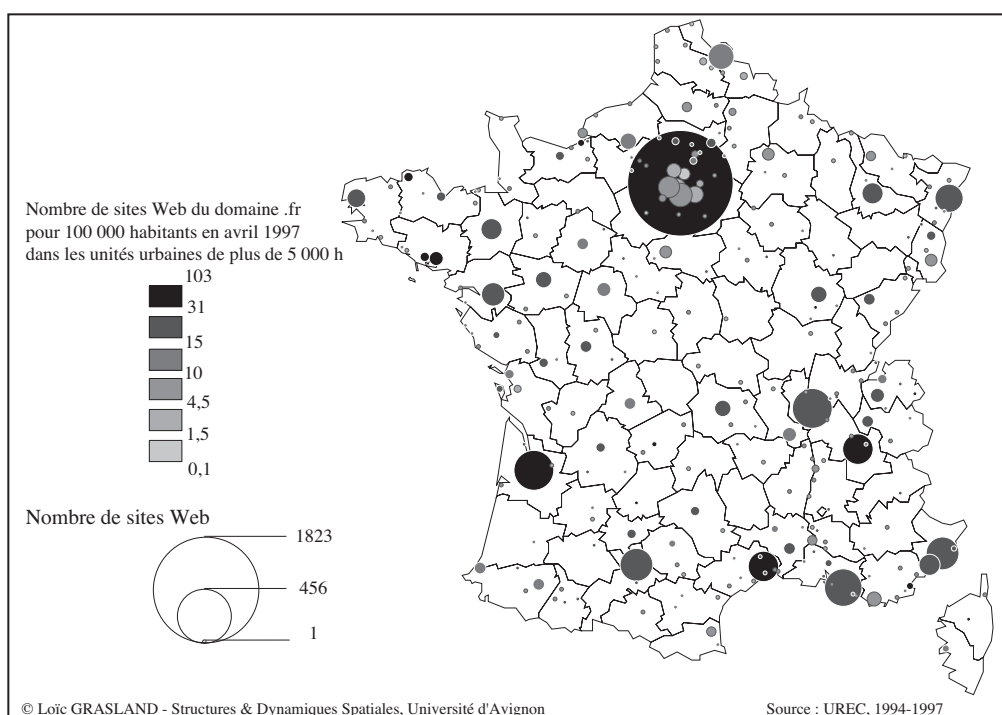 Nombre de sites Web du domaine .fr
pour 100 000 habitants en avril 1997
dans les unités urbaines de plus de 5 000 h
103
31
15
10
4,5
1,5
0,1
Nombre de sites Web
1823
456
1
© Loïc GRASLAND - Structures & Dynamiques Spatiales, Université d'Avignon
Source : UREC, 1994-1997